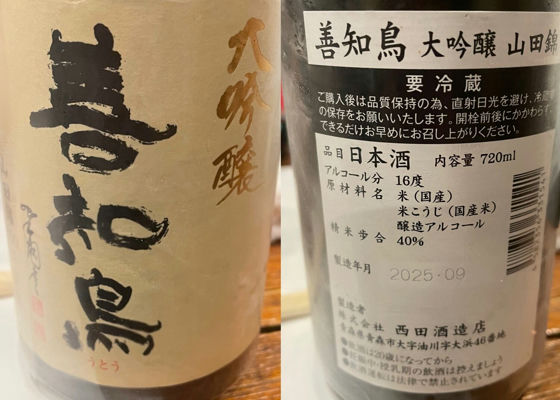 善知鳥
うとう
大吟醸
善知鳥 大吟醸 山田錦
要冷蔵
ご購入後は品質保持の為、直射日光を避け、冷蔵
の保存をお願いいたします。開栓前後にかかわらず
できるだけお早めにお召し上がりください。
品目 日本酒 内容量 720ml
アルコール分 16度
原材料名 米(国産)
米こうじ(国産米)
醸造アルコール
精米歩合 40%
製造年月 2025-09
製造者
株式会社 西田酒造店
青森県青森市大字油川字大浜46番地
●飲酒は20歳になってから
●妊娠中・授乳期の飲酒は控えましょう
●飲酒運転は法律で禁止されています